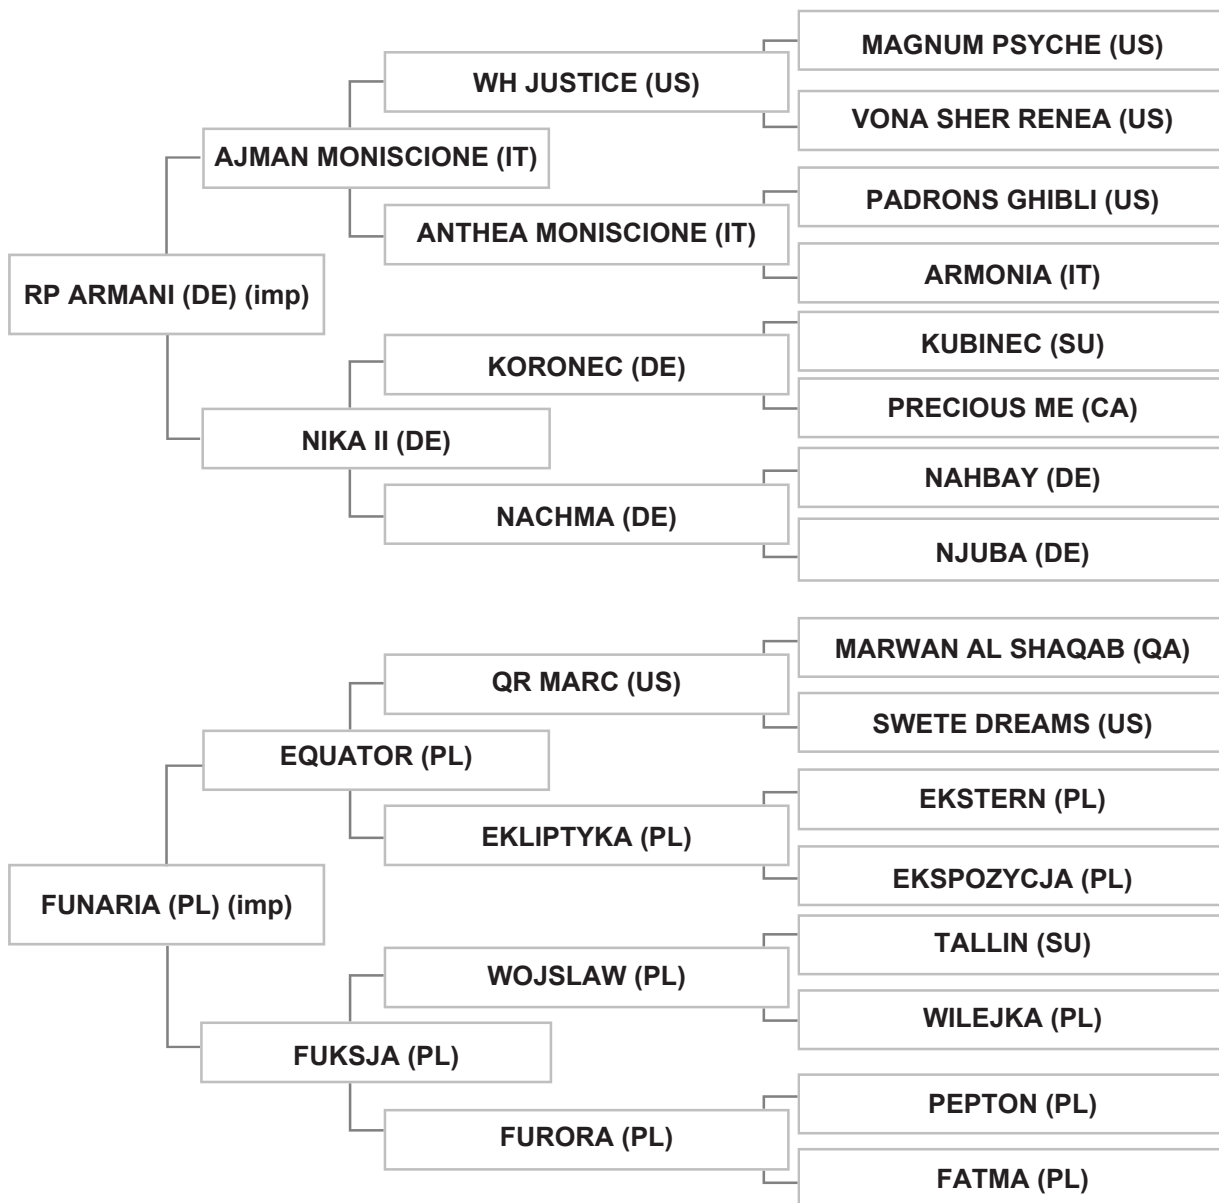 MAGNUM PSYCHE (US)
WH JUSTICE (US)
VONA SHER RENEA (US)
AJMAN MONISCIONE (IT)
PADRONS GHIBLI (US)
ANTHEA MONISCIONE (IT)
ARMONIA (IT)
RP ARMANI (DE) (imp)
KUBINEC (SU)
KORONEC (DE)
PRECIOUS ME (CA)
NIKA II (DE)
NAHBAY (DE)
NACHMA (DE)
NJUBA (DE)
MARWAN AL SHAQAB (QA)
QR MARC (US)
SWETE DREAMS (US)
EQUATOR (PL)
EKSTERN (PL)
EKLIPTYKA (PL)
EKSPOZYCJA (PL)
FUNARIA (PL) (imp)
TALLIN (SU)
WOJSLAW (PL)
WILEJKA (PL)
FUKSJA (PL)
PEPTON (PL)
FURORA (PL)
FATMA (PL)